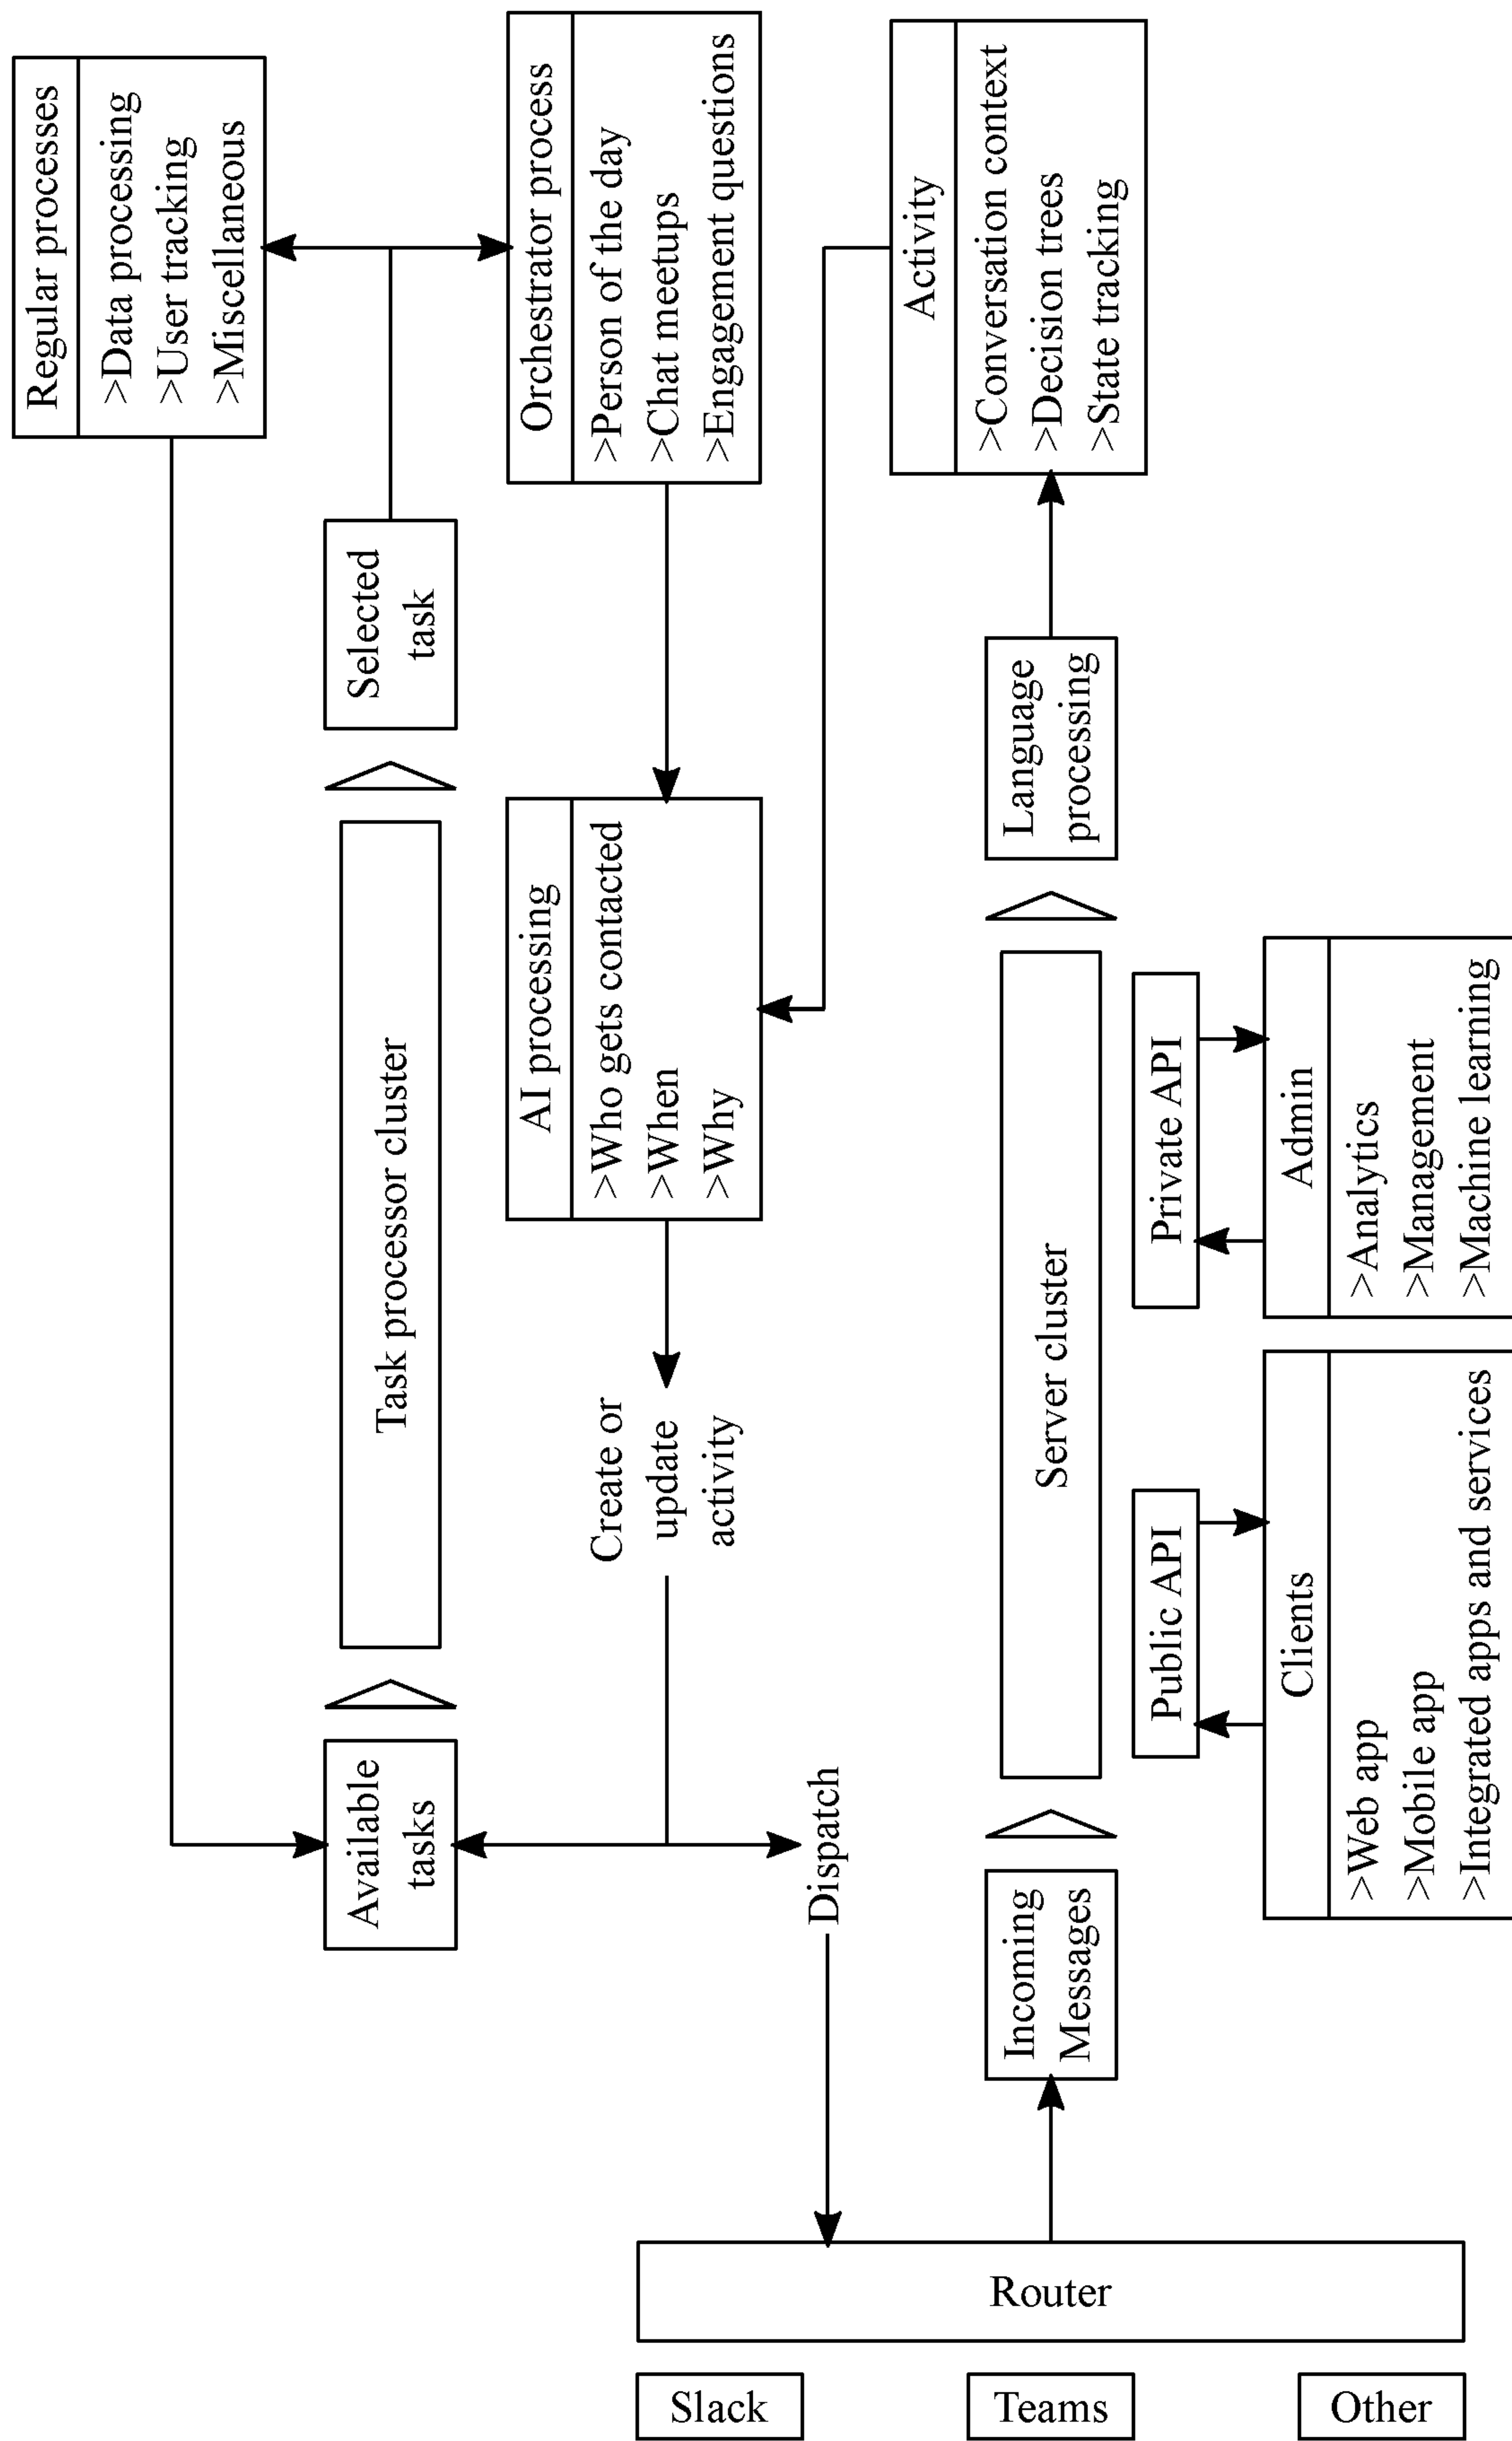 Regular processes
>Data processing
>User tracking
>Miscellaneous
Available
tasks
Task processor cluster
Selected
task
Orchestrator process
>Person of the day
>Chat meetups
>Engagement questions
AI processing
>Who gets contacted
>When
>Why
Create or
update
activity
Dispatch
Activity
>Conversation context
>Decision trees
>State tracking
Incoming
Messages
Server cluster
Language
processing
Public API
Private API
Clients
>Web app
>Mobile app
>Integrated apps and services
Admin
>Analytics
>Management
>Machine learning
Router
Slack
Teams
Other